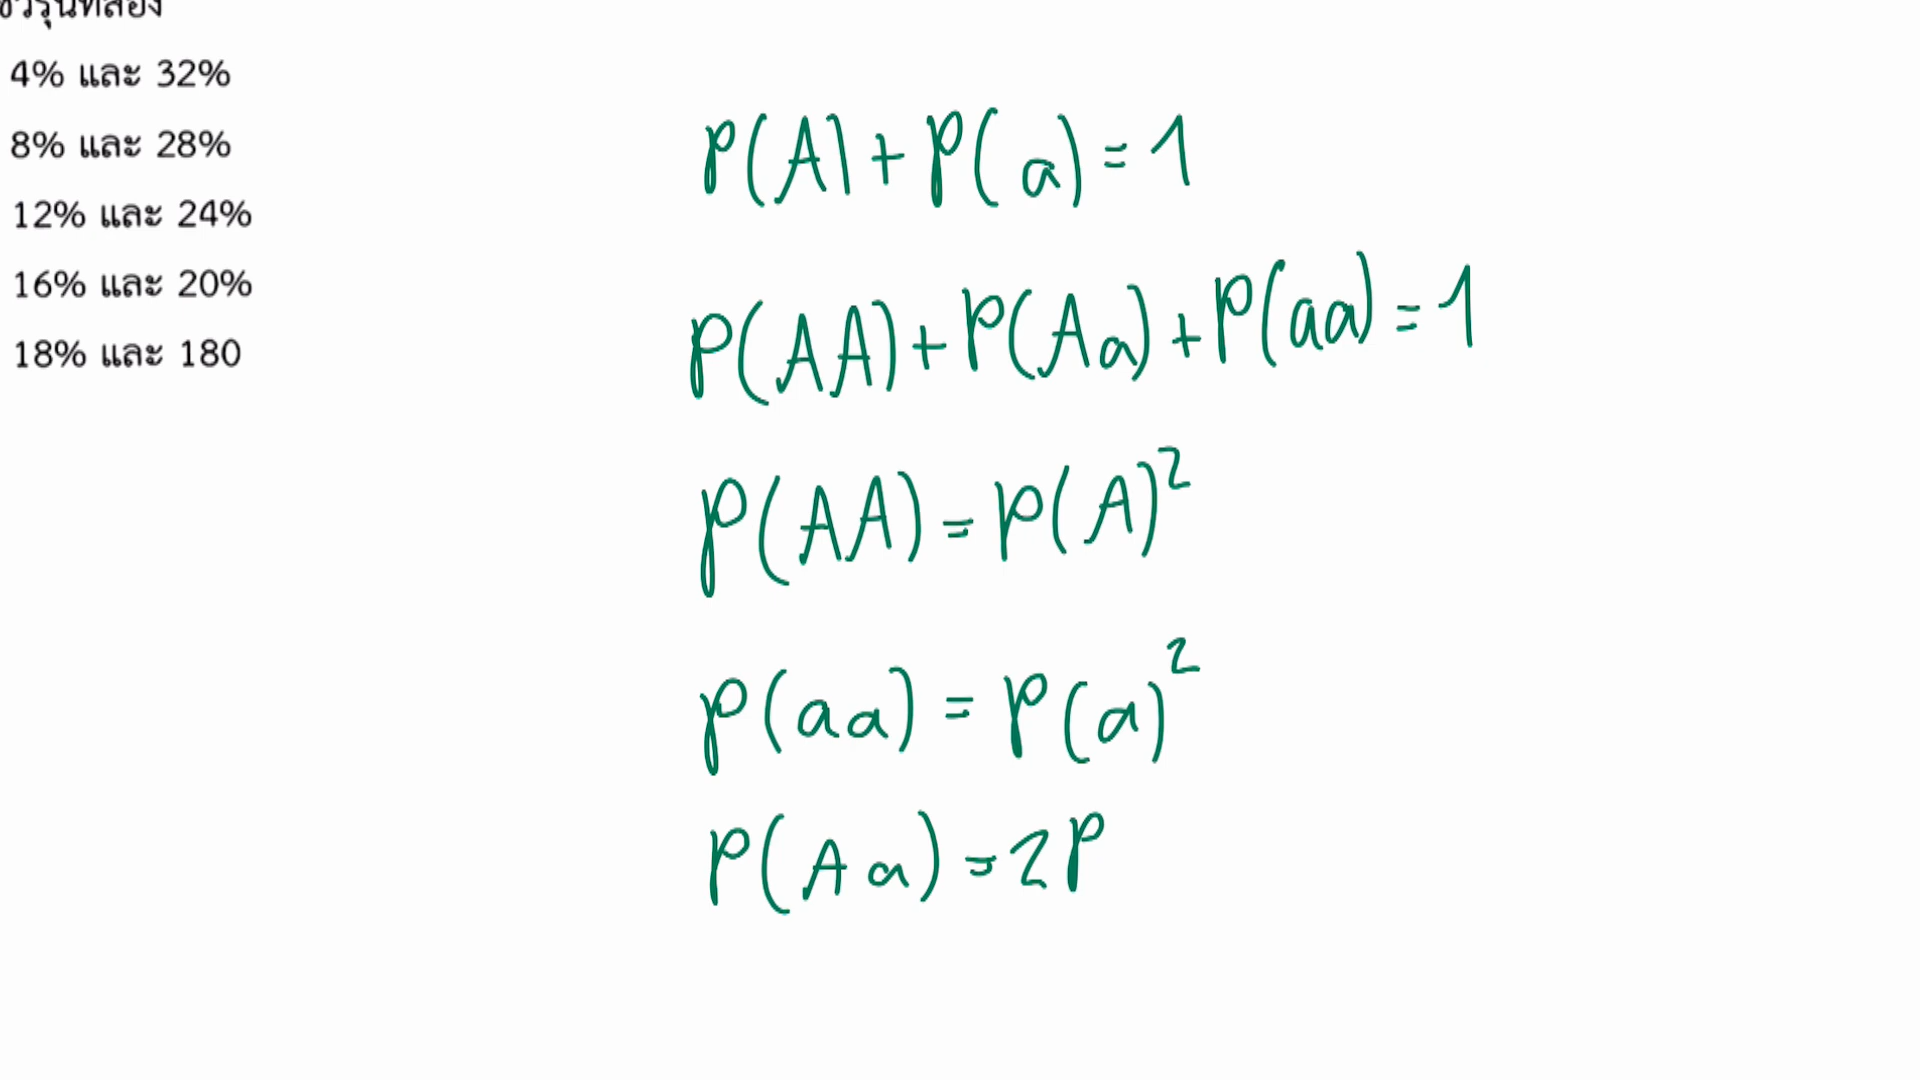 4% และ 32%
8% และ 28%
12% และ 24%
16% และ 20%
18% และ 180
P(A)+P(a)=1
P(AA)+P(Aa)+P(aa)=1
P(AA)=P(A)²
P(aa)=P(a)²
P(Aa)=2P